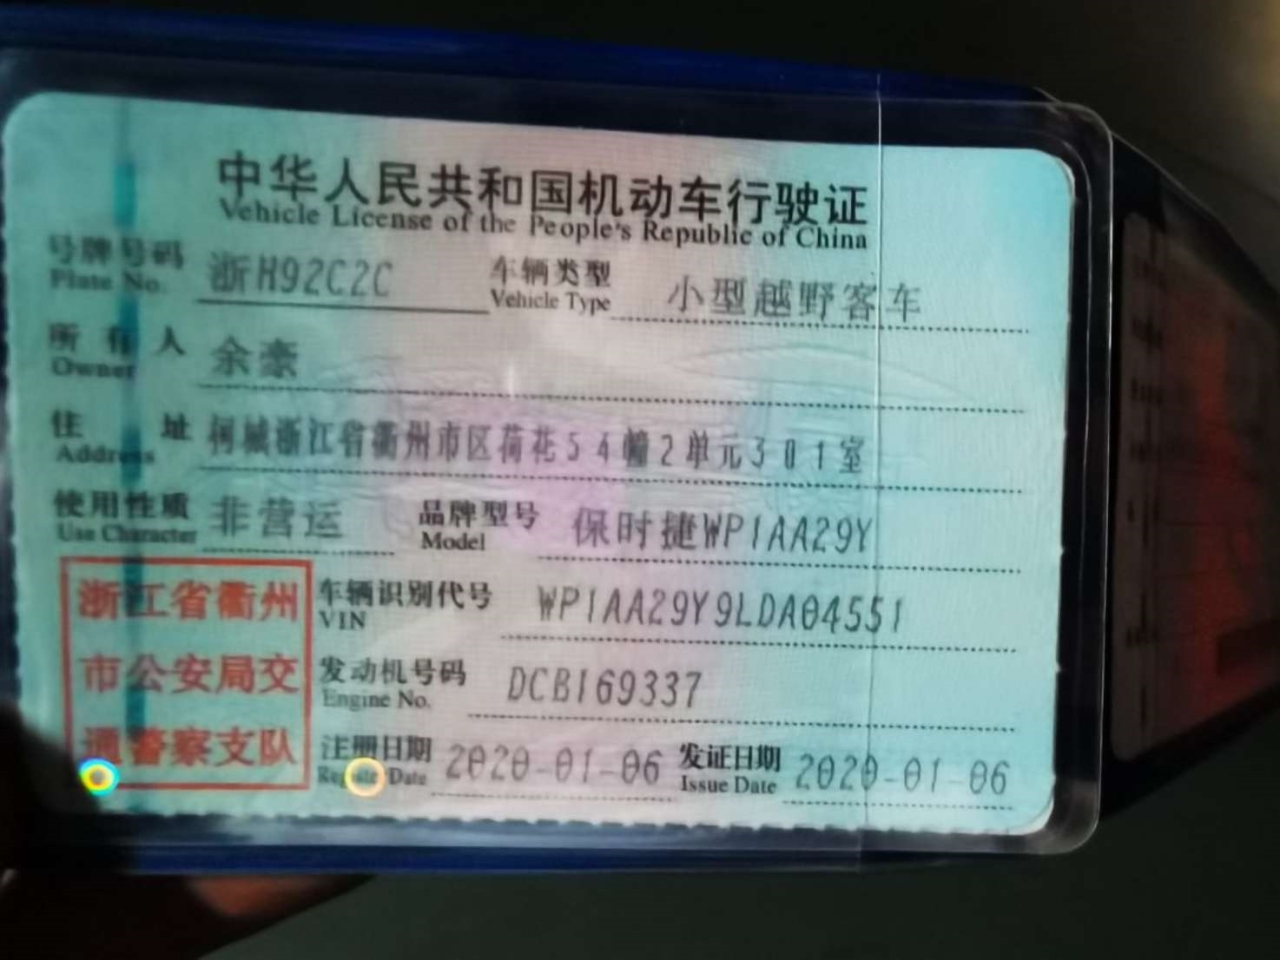 中华人民共和国机动车行驶证
Vehicle License of the People's Republic of China
号牌号码 浙H92C2C 车辆类型 小型越野客车
Plate No. Vehicle Type
所有人 余豪
Owner
住址 柯城浙江省衢州市区荷花54幢2单元301室
Address
使用性质 非营运 品牌型号 保时捷WP1AA29Y
Use Character Model
浙江省衢州
市公安局交
通警察支队
车辆识别代号 WP1AA29Y9LDA04551
VIN
发动机号码 DCB169337
Engine No.
注册日期 2020-01-06 发证日期 2020-01-06
Register Date Issue Date